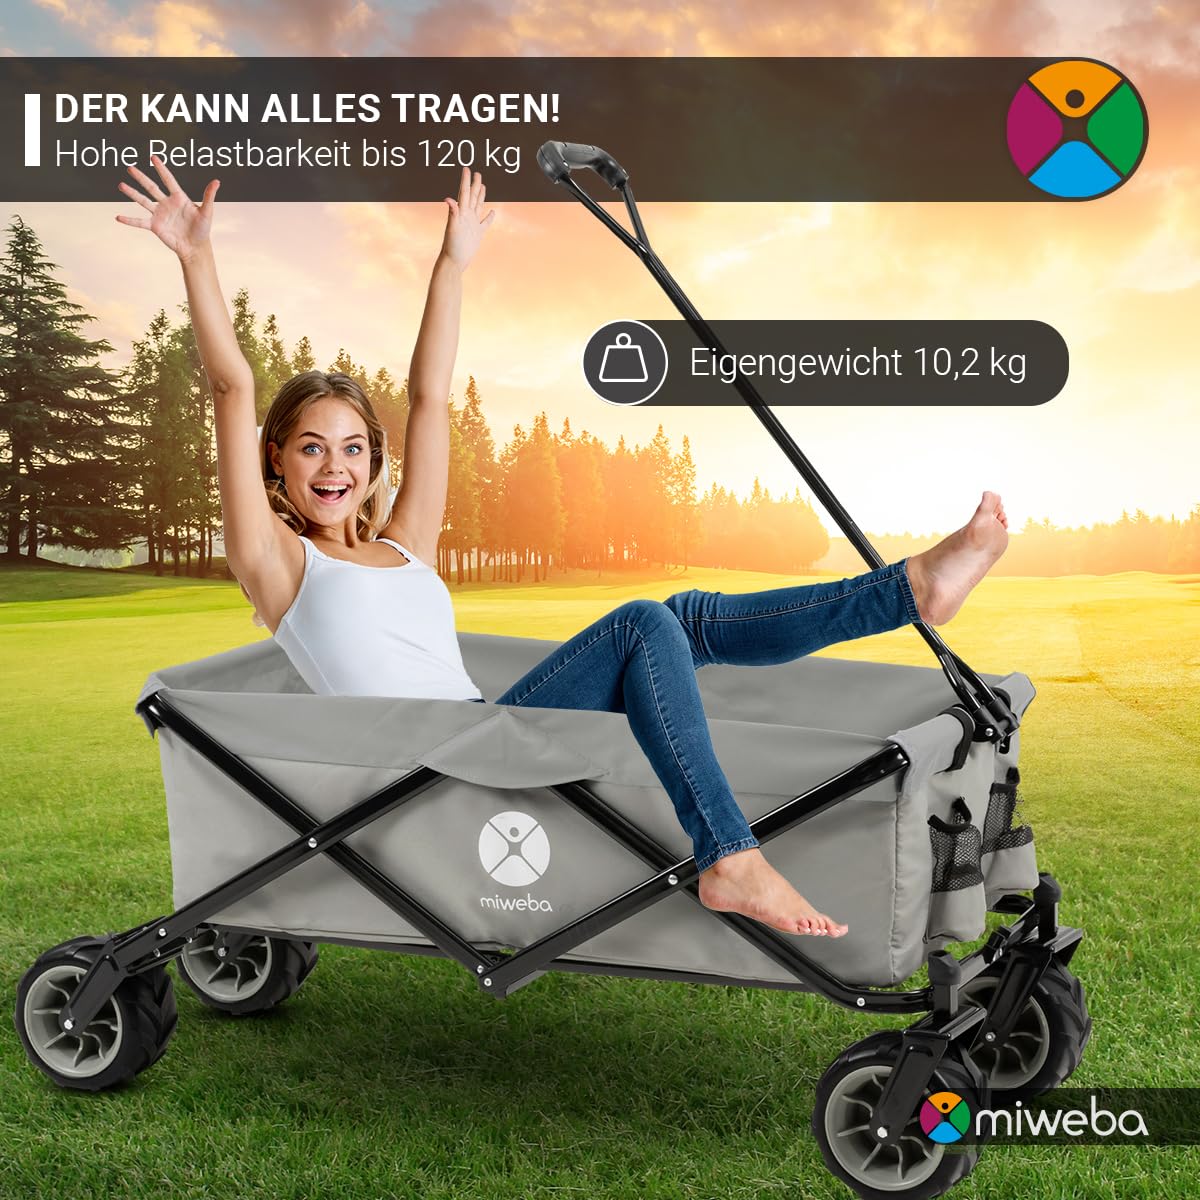 DER KANN ALLES TRAGEN!
Hohe Belastbarkeit bis 120 kg
Eigengewicht 10,2 kg
miweba
miweba